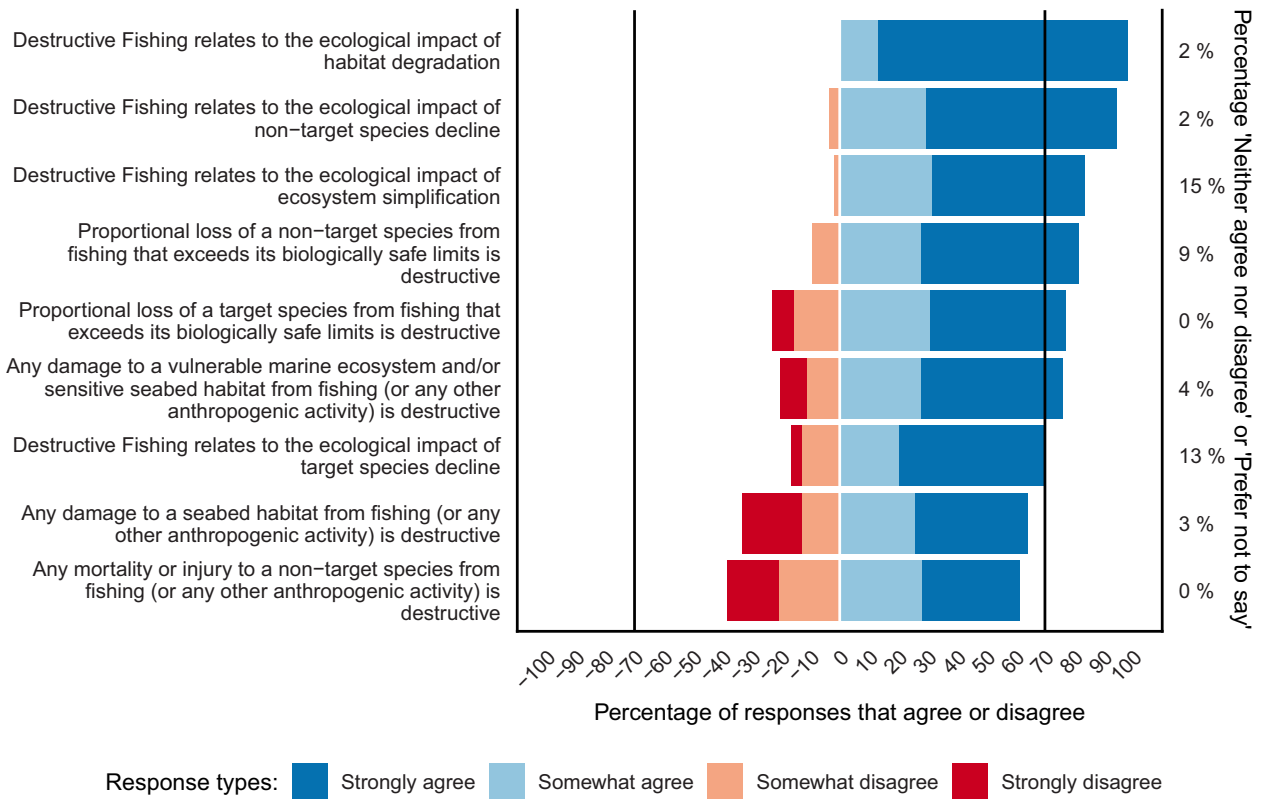 Destructive Fishing relates to the ecological impact of
habitat degradation
2 %
Destructive Fishing relates to the ecological impact of
non−target species decline
2 %
Destructive Fishing relates to the ecological impact of
ecosystem simplification
15 %
Proportional loss of a non−target species from
fishing that exceeds its biologically safe limits is
destructive
9 %
Proportional loss of a target species from fishing that
exceeds its biologically safe limits is destructive
0 %
Any damage to a vulnerable marine ecosystem and/or
sensitive seabed habitat from fishing (or any other
anthropogenic activity) is destructive
4 %
Destructive Fishing relates to the ecological impact of
target species decline
13 %
Any damage to a seabed habitat from fishing (or any
other anthropogenic activity) is destructive
3 %
Any mortality or injury to a non−target species from
fishing (or any other anthropogenic activity) is
destructive
0 %
Percentage 'Neither agree nor disagree' or 'Prefer not to say'
−100 −90 −80 −70 −60 −50 −40 −30 −20 −10 0 10 20 30 40 50 60 70 80 90 100
Percentage of responses that agree or disagree
Response types: Strongly agree Somewhat agree Somewhat disagree Strongly disagree